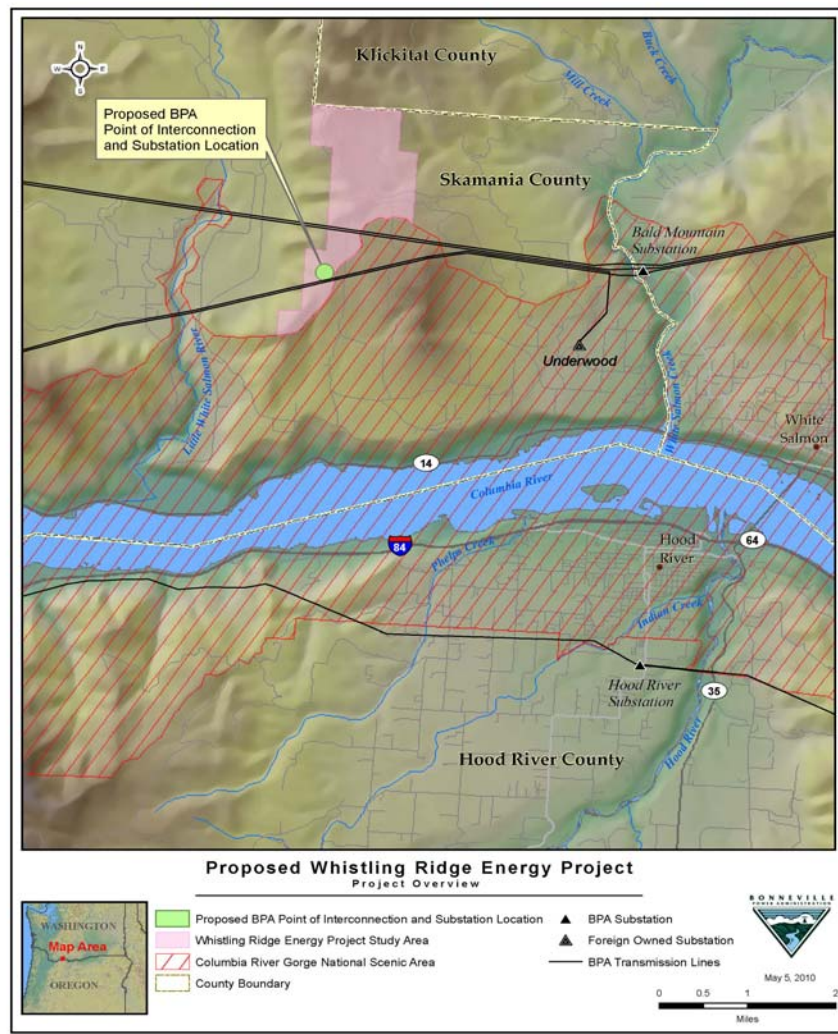 N
W E
S
Klickitat County
Mill Creek
Buck Creek
Proposed BPA
Point of Interconnection
and Substation Location
Skamania County
Bald Mountain
Substation
Underwood
Little White Salmon River
White Salmon Creek
White
Salmon
14
Columbia River
84
Phelps Creek
Hood
River
64
Indian Creek
Hood River
Substation
35
Hood River
Hood River County
Proposed Whistling Ridge Energy Project
Project Overview
WASHINGTON
Map Area
OREGON
Proposed BPA Point of Interconnection and Substation Location
Whistling Ridge Energy Project Study Area
Columbia River Gorge National Scenic Area
County Boundary
BPA Substation
Foreign Owned Substation
BPA Transmission Lines
BONNEVILLE
POWER ADMINISTRATION
May 5, 2010
0 0.5 1 2
Miles